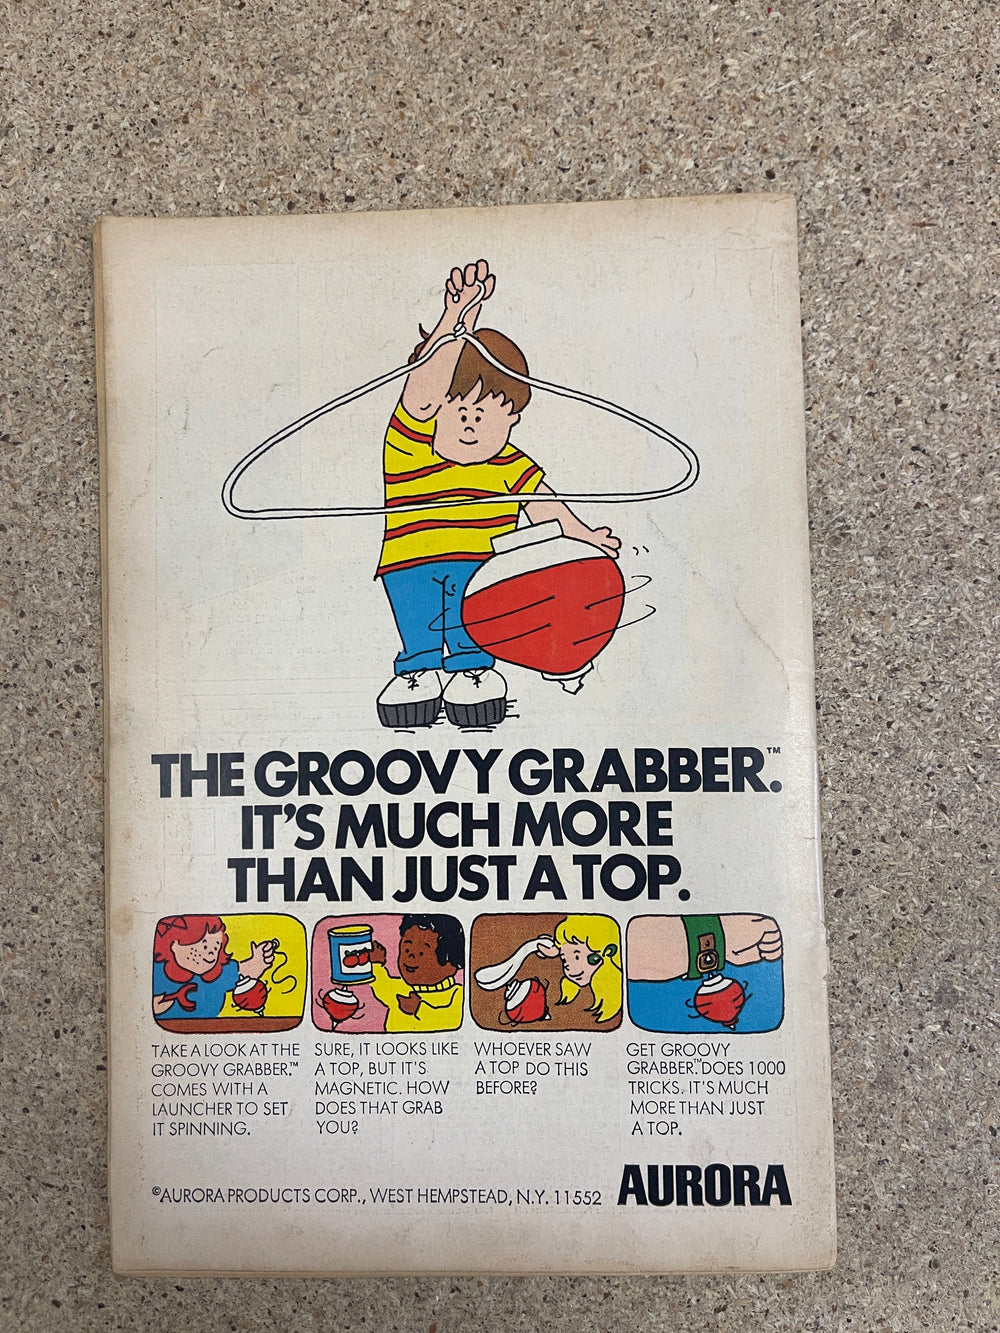 THE GROOVY GRABBER.™
IT'S MUCH MORE
THAN JUST A TOP.
TAKE A LOOK AT THE
GROOVY GRABBER.™
COMES WITH A
LAUNCHER TO SET
IT SPINNING.
SURE, IT LOOKS LIKE
A TOP, BUT IT'S
MAGNETIC. HOW
DOES THAT GRAB
YOU?
WHOEVER SAW
A TOP DO THIS
BEFORE?
GET GROOVY
GRABBER.™ DOES 1000
TRICKS. IT'S MUCH
MORE THAN JUST
A TOP.
©AURORA PRODUCTS CORP., WEST HEMPSTEAD, N.Y. 11552
AURORA